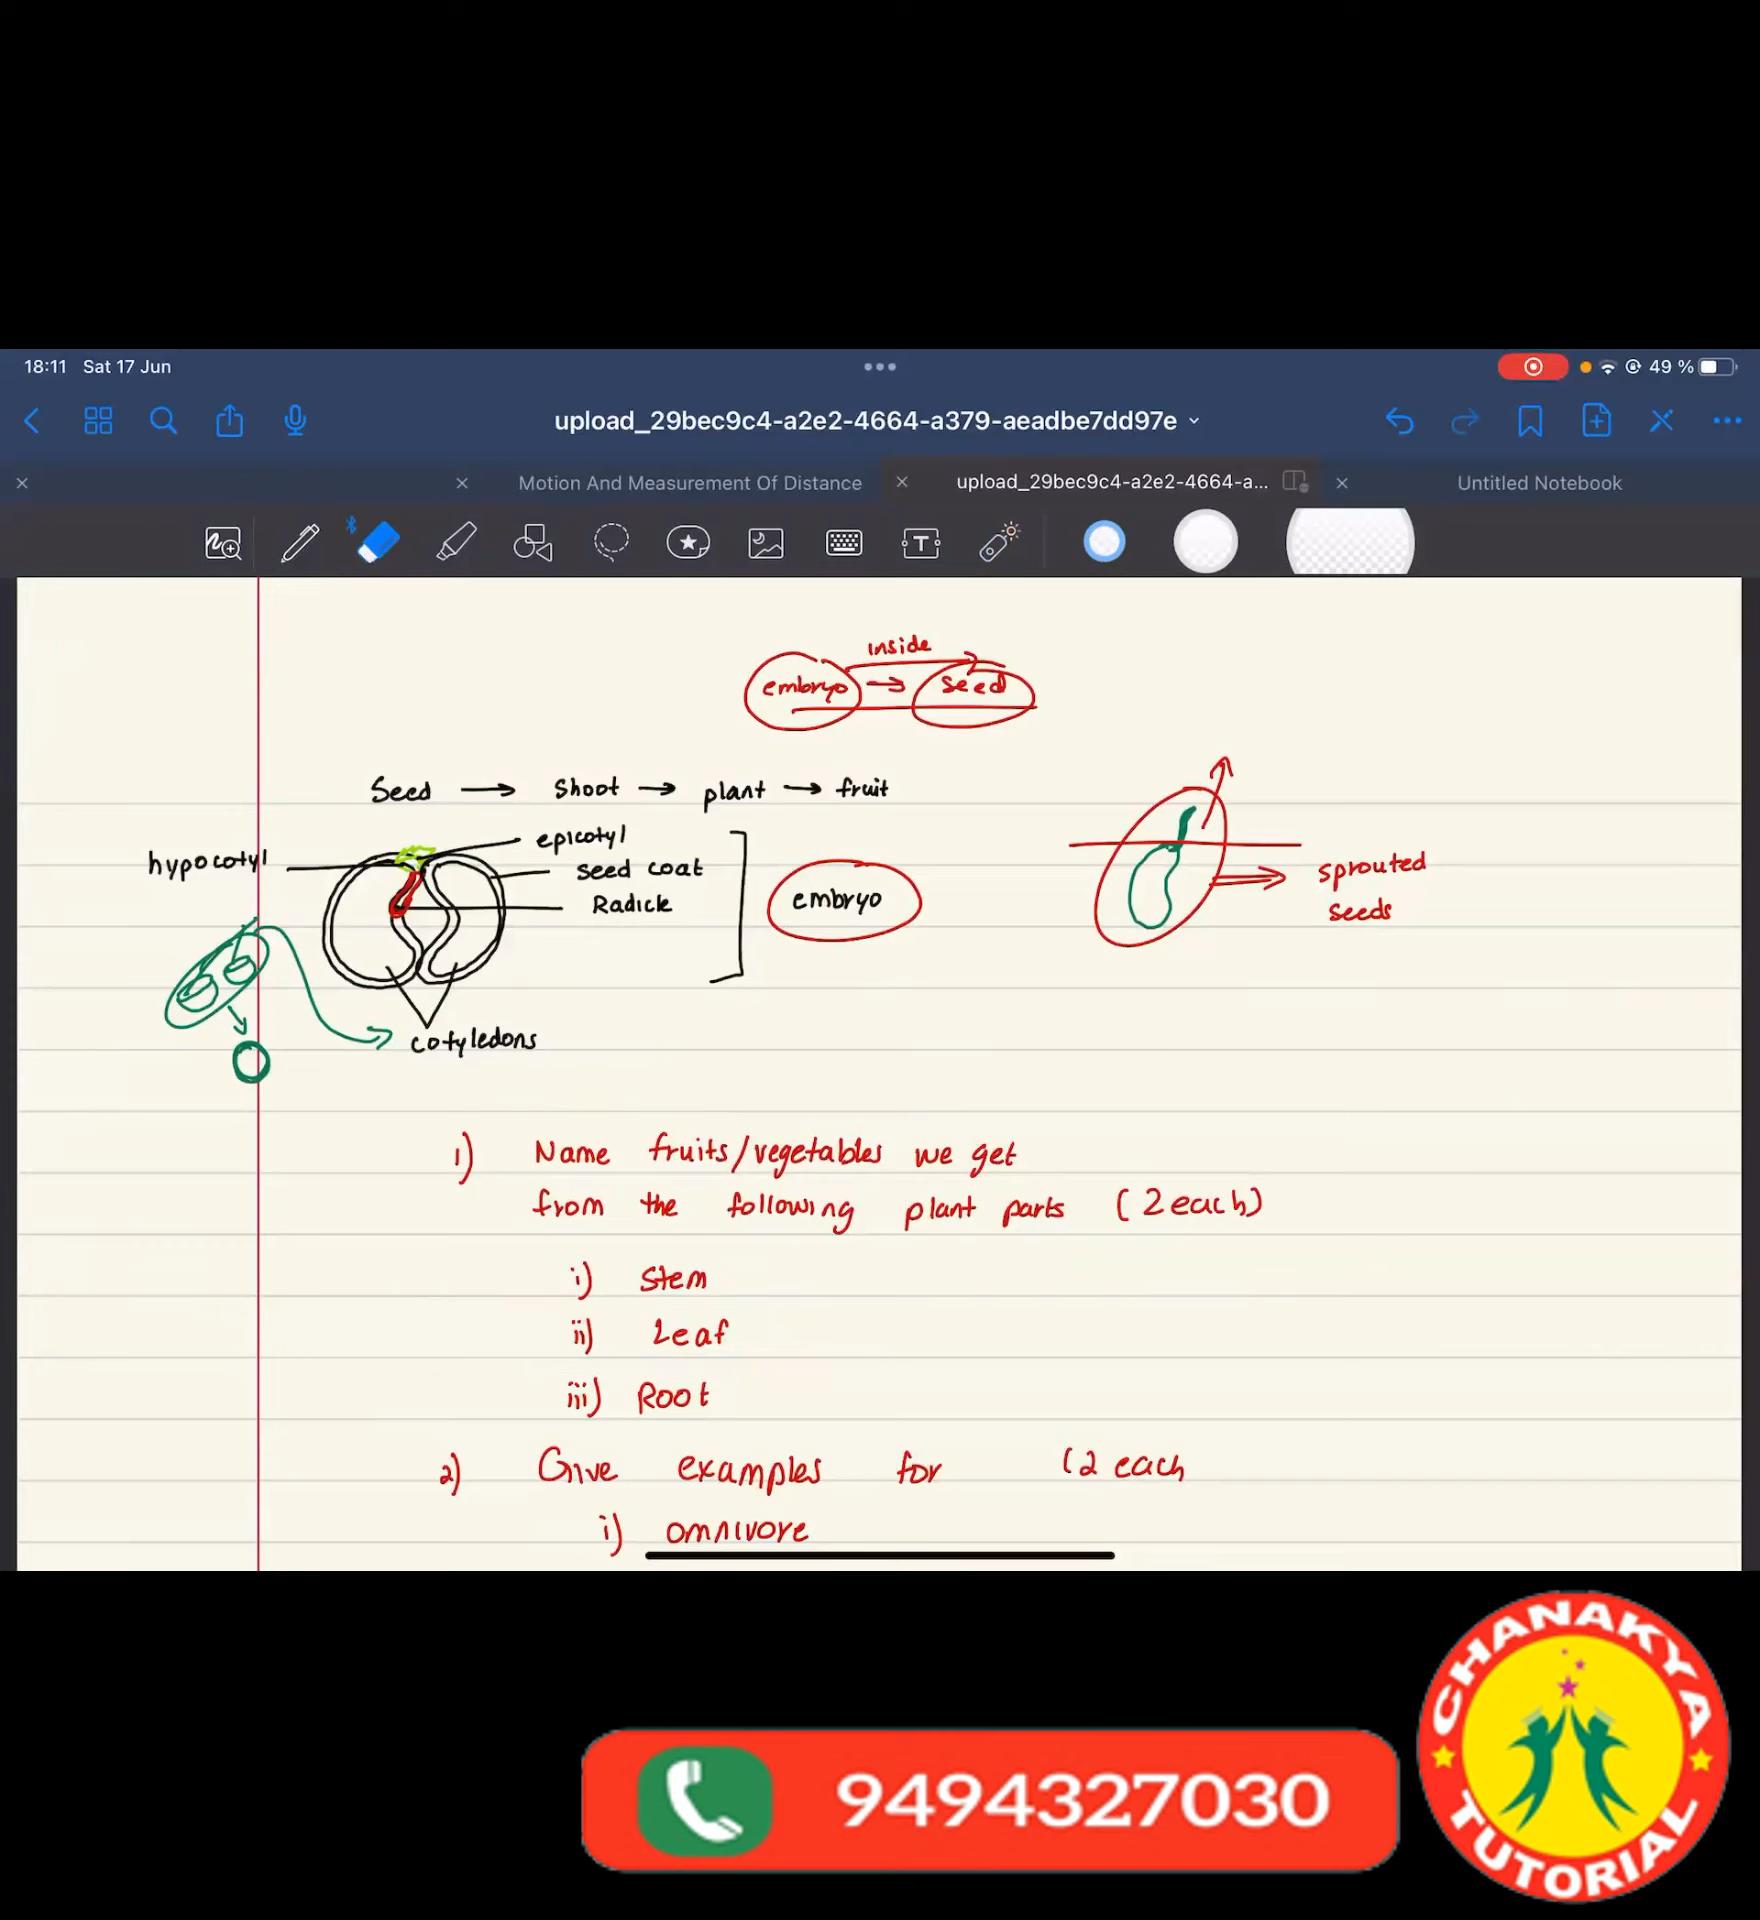 18:11 Sat 17 Jun
49 %
upload_29bec9c4-a2e2-4664-a379-aeadbe7dd97e
Motion And Measurement Of Distance
upload_29bec9c4-a2e2-4664-a...
Untitled Notebook
inside
embryo → seed
Seed → Shoot → plant → fruit
hypocotyl
epicotyl
seed coat
Radicle
embryo
sprouted
seeds
cotyledons
1) Name fruits/vegetables we get
from the following plant parts (2 each)
i) Stem
ii) Leaf
iii) Root
2) Give examples for (2 each
i) omnivore
9494327030
CHANAKYA
TUTORIAL